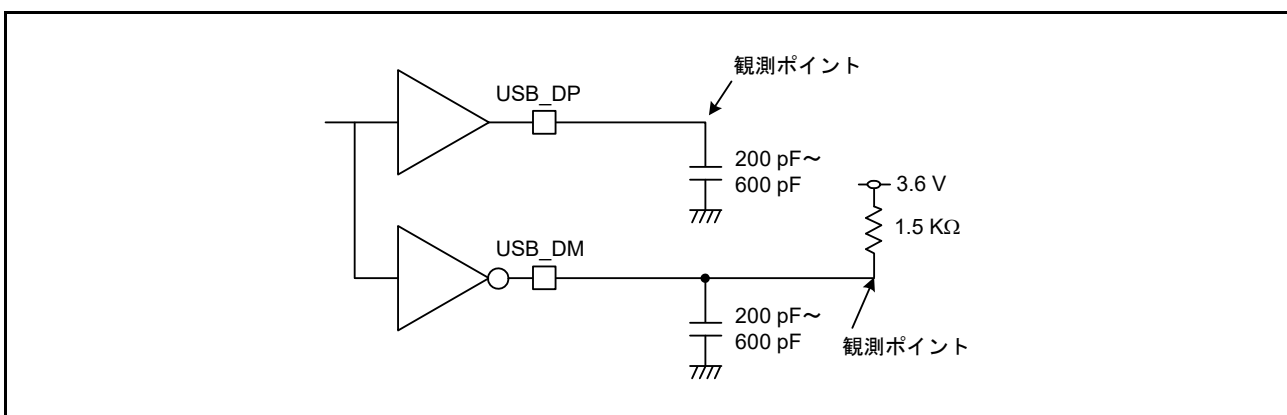 観測ポイント
USB_DP
200 pF～
600 pF
3.6 V
1.5 KΩ
USB_DM
200 pF～
600 pF
観測ポイント